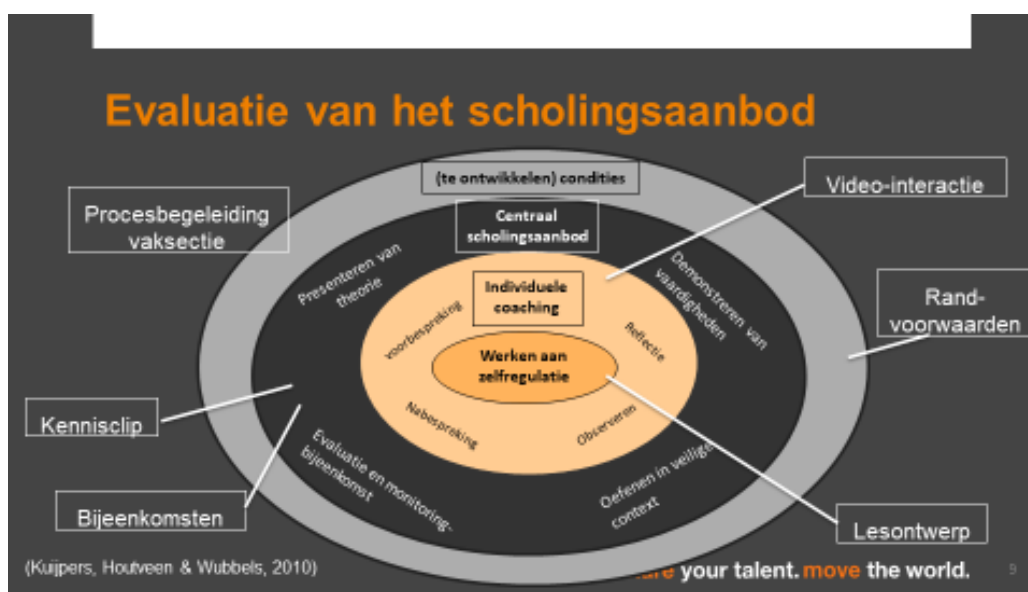 Evaluatie van het scholingsaanbod
(te ontwikkelen) condities
Video-interactie
Procesbegeleiding
vaksectie
Centraal
scholingsaanbod
Presenteren van
theorie
Demonstreren van
vaardigheden
Individuele
coaching
Rand-
voorwaarden
voorbespreking
Reflectie
Werken aan
zelfregulatie
Kennisclip
Nabespreking
Observeren
Evaluatie en monitoring-
bijeenkomst
Oefenen in veilige
context
Bijeenkomsten
Lesontwerp
(Kuijpers, Houtveen & Wubbels, 2010)
your talent. move the world.
9